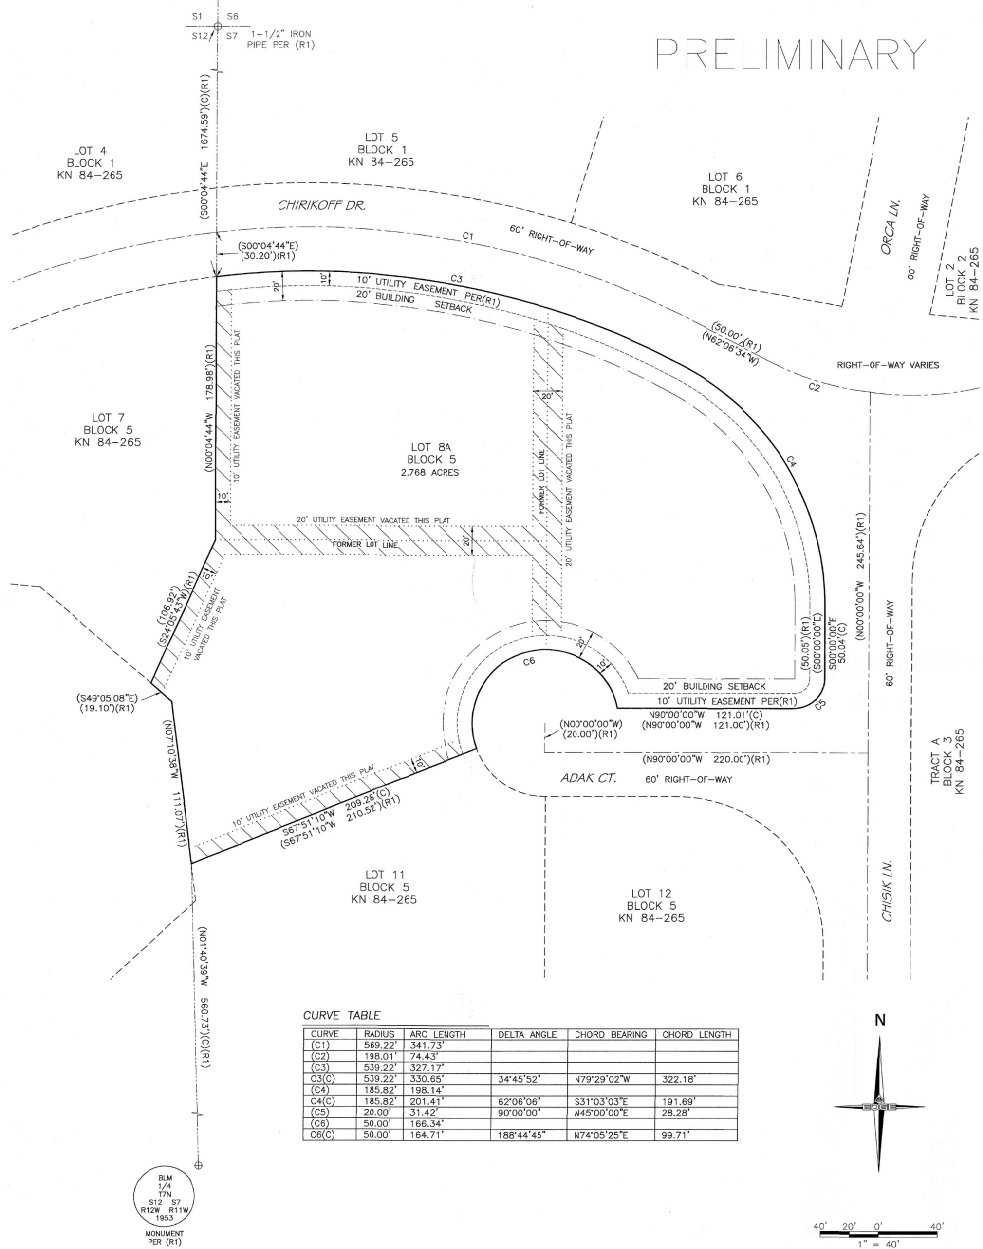 S1 S6
S12 S7
1-1/2" IRON
PIPE PER (R1)
PRELIMINARY
(S00°04'44"E 1674.59')(C)(R1)
LOT 4
BLOCK 1
KN 84-265
LOT 5
BLOCK 1
KN 84-265
LOT 6
BLOCK 1
KN 84-265
CHIRIKOFF DR.
C1
60' RIGHT-OF-WAY
ORCA LN.
60' RIGHT-OF-WAY
LOT 2
BLOCK 2
KN 84-265
(S00°04'44"E)
(30.20')(R1)
20'
10'
C3
10' UTILITY EASEMENT PER(R1)
20' BUILDING SETBACK
(50.00')(R1)
(N62°06'34"W)
RIGHT-OF-WAY VARIES
C2
(N00°04'44"W 178.98')(R1)
10' UTILITY EASEMENT VACATED THIS PLAT
LOT 7
BLOCK 5
KN 84-265
LOT 8A
BLOCK 5
2.768 ACRES
20'
FORMER LOT LINE
20' UTILITY EASEMENT VACATED THIS PLAT
C4
10'
20' UTILITY EASEMENT VACATED THIS PLAT
FORMER LOT LINE
20'
(N00°00'00"W 245.64')(R1)
60' RIGHT-OF-WAY
(106.92')
(S24°05'43"W)(R1)
10'
10' UTILITY EASEMENT
VACATED THIS PLAT
(50.05')(R1)
(S00°00'00"E)
S00°00'00"E
50.04'(C)
C6
20'
10'
20' BUILDING SETBACK
10' UTILITY EASEMENT PER(R1)
C5
(S49°05'08"E)
(19.10')(R1)
N90°00'00"W 121.01'(C)
(N90°00'00"W 121.00')(R1)
(N00°00'00"W)
(20.00')(R1)
(N90°00'00"W 220.00')(R1)
ADAK CT. 60' RIGHT-OF-WAY
(N07°10'38"W 111.07')(R1)
10' UTILITY EASEMENT VACATED THIS PLAT
10'
S67°51'10"W 209.28'(C)
(S67°51'10"W 210.52')(R1)
TRACT A
BLOCK 3
KN 84-265
LOT 11
BLOCK 5
KN 84-265
LOT 12
BLOCK 5
KN 84-265
CHISIK LN.
(N01°40'39"W 560.73')(C)(R1)
CURVE TABLE
CURVE RADIUS ARC LENGTH DELTA ANGLE CHORD BEARING CHORD LENGTH
(C1) 569.22' 341.73'
(C2) 198.01' 74.43'
(C3) 539.22' 327.17'
C3(C) 539.22' 330.65' 34°45'52" N79°29'02"W 322.18'
(C4) 185.82' 198.14'
C4(C) 185.82' 201.41' 62°06'06" S31°03'03"E 191.69'
(C5) 20.00' 31.42' 90°00'00" N45°00'00"E 28.28'
(C6) 50.00' 166.34'
C6(C) 50.00' 164.71' 188°44'45" N74°05'25"E 99.71'
N
EDGE
BLM
1/4
T7N
S12 S7
R12W R11W
1953
MONUMENT
PER (R1)
40' 20' 0' 40'
1" = 40'